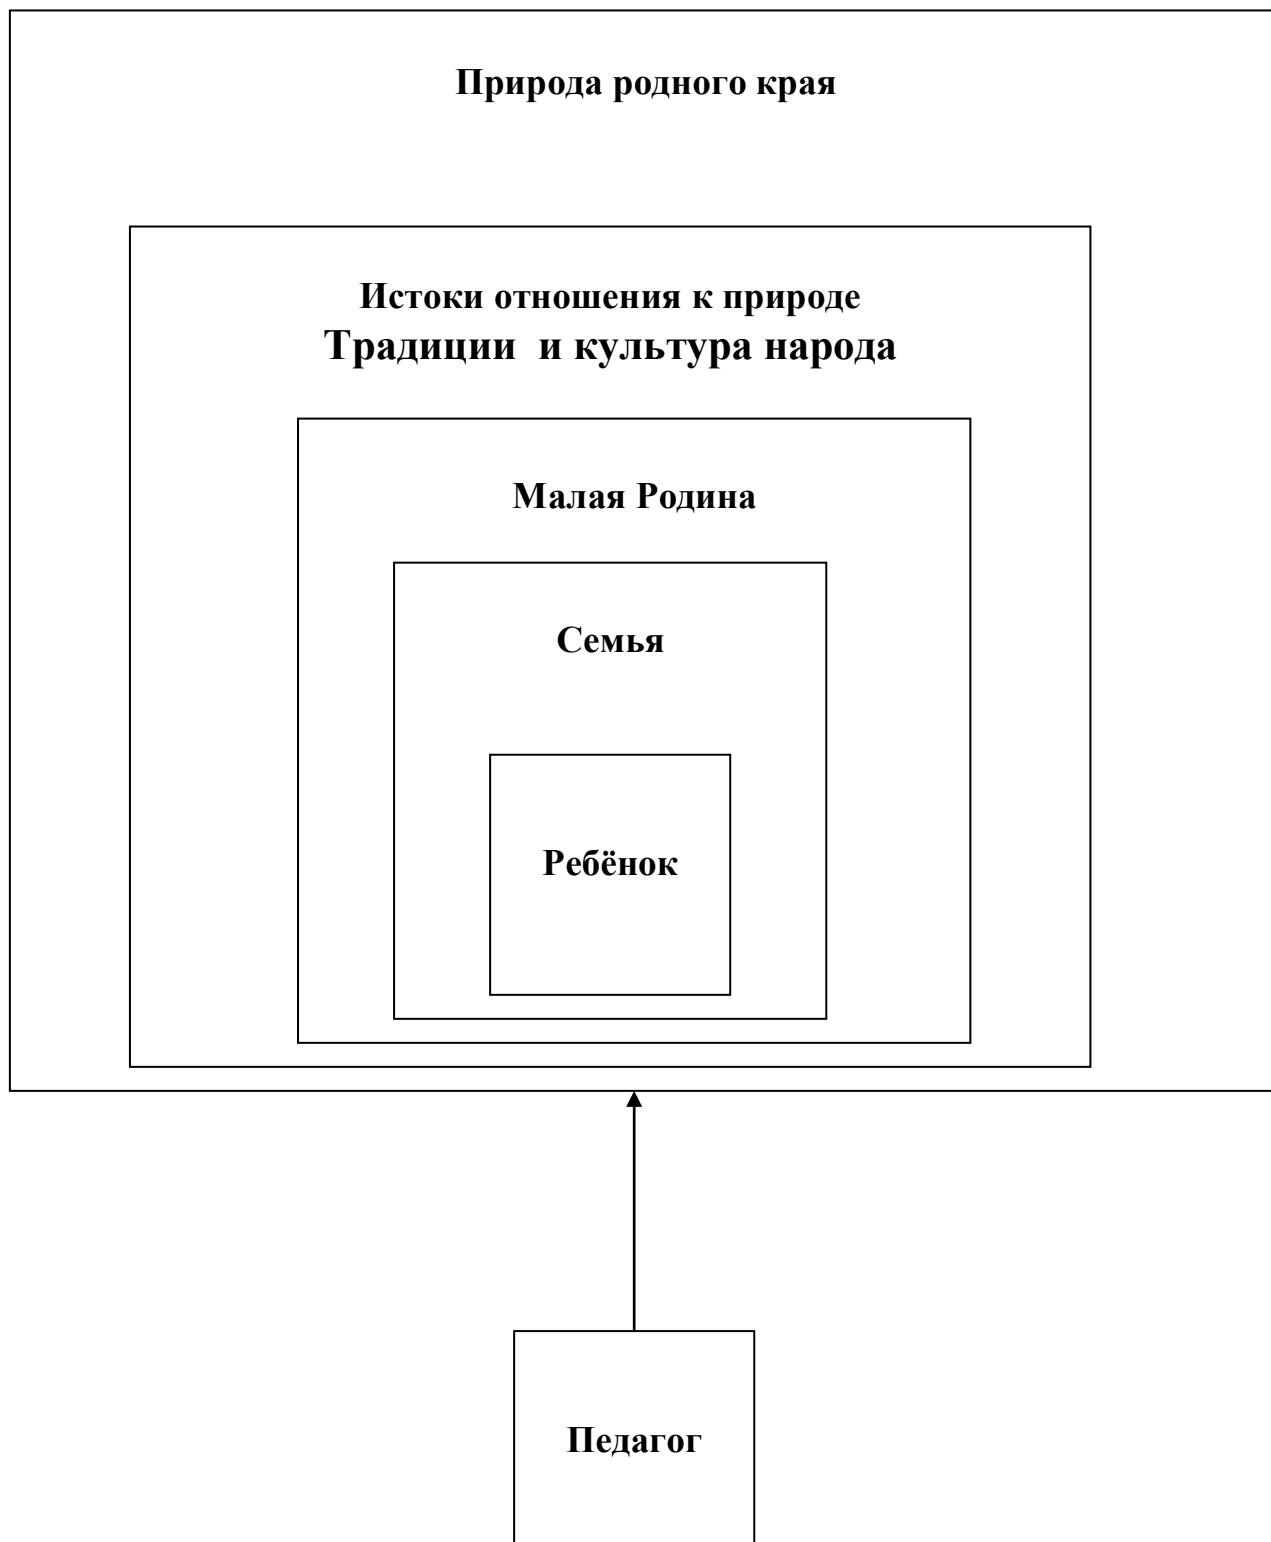 Природа родного края
Истоки отношения к природе
Традиции  и культура народа
Малая Родина
Семья
Ребёнок
Педагог